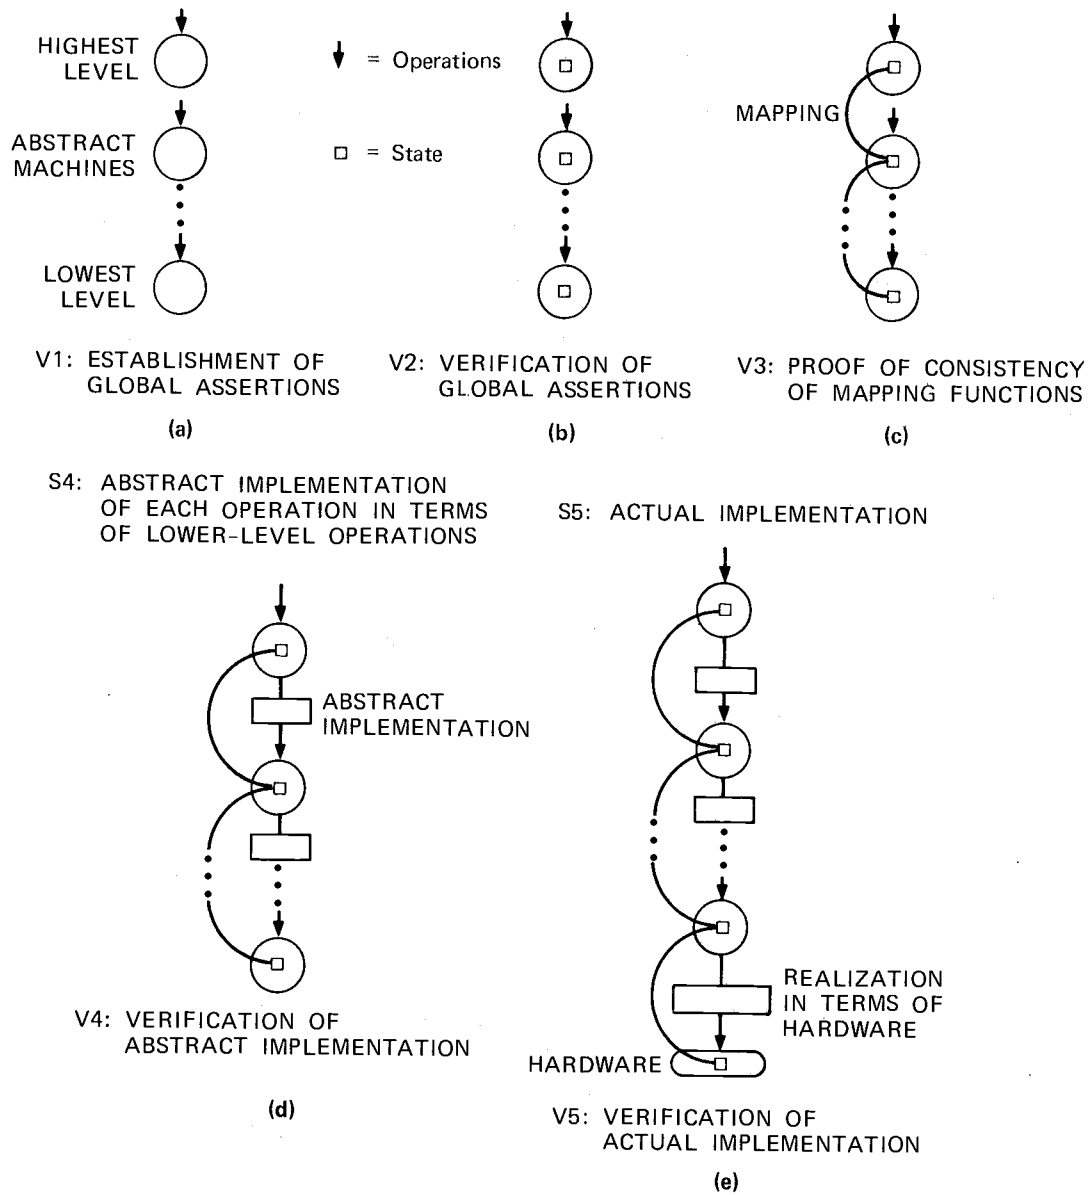 HIGHEST
LEVEL
ABSTRACT
MACHINES
LOWEST
LEVEL
= Operations
= State
MAPPING
V1: ESTABLISHMENT OF
GLOBAL ASSERTIONS
(a)
V2: VERIFICATION OF
GLOBAL ASSERTIONS
(b)
V3: PROOF OF CONSISTENCY
OF MAPPING FUNCTIONS
(c)
S4: ABSTRACT IMPLEMENTATION
OF EACH OPERATION IN TERMS
OF LOWER-LEVEL OPERATIONS
ABSTRACT
IMPLEMENTATION
V4: VERIFICATION OF
ABSTRACT IMPLEMENTATION
(d)
S5: ACTUAL IMPLEMENTATION
REALIZATION
IN TERMS OF
HARDWARE
HARDWARE
V5: VERIFICATION OF
ACTUAL IMPLEMENTATION
(e)